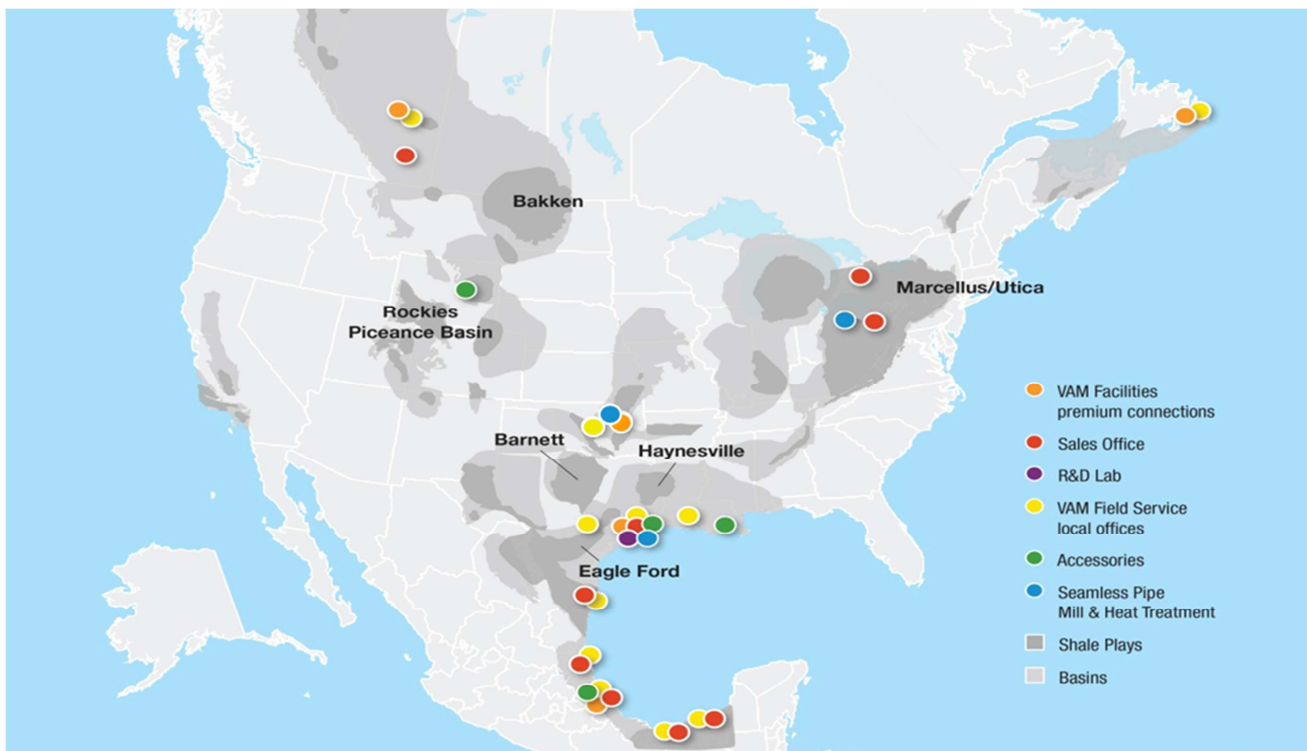 Bakken
Marcellus/Utica
Rockies
Piceance Basin
Barnett
Haynesville
Eagle Ford
VAM Facilities
premium connections
Sales Office
R&D Lab
VAM Field Service
local offices
Accessories
Seamless Pipe
Mill & Heat Treatment
Shale Plays
Basins